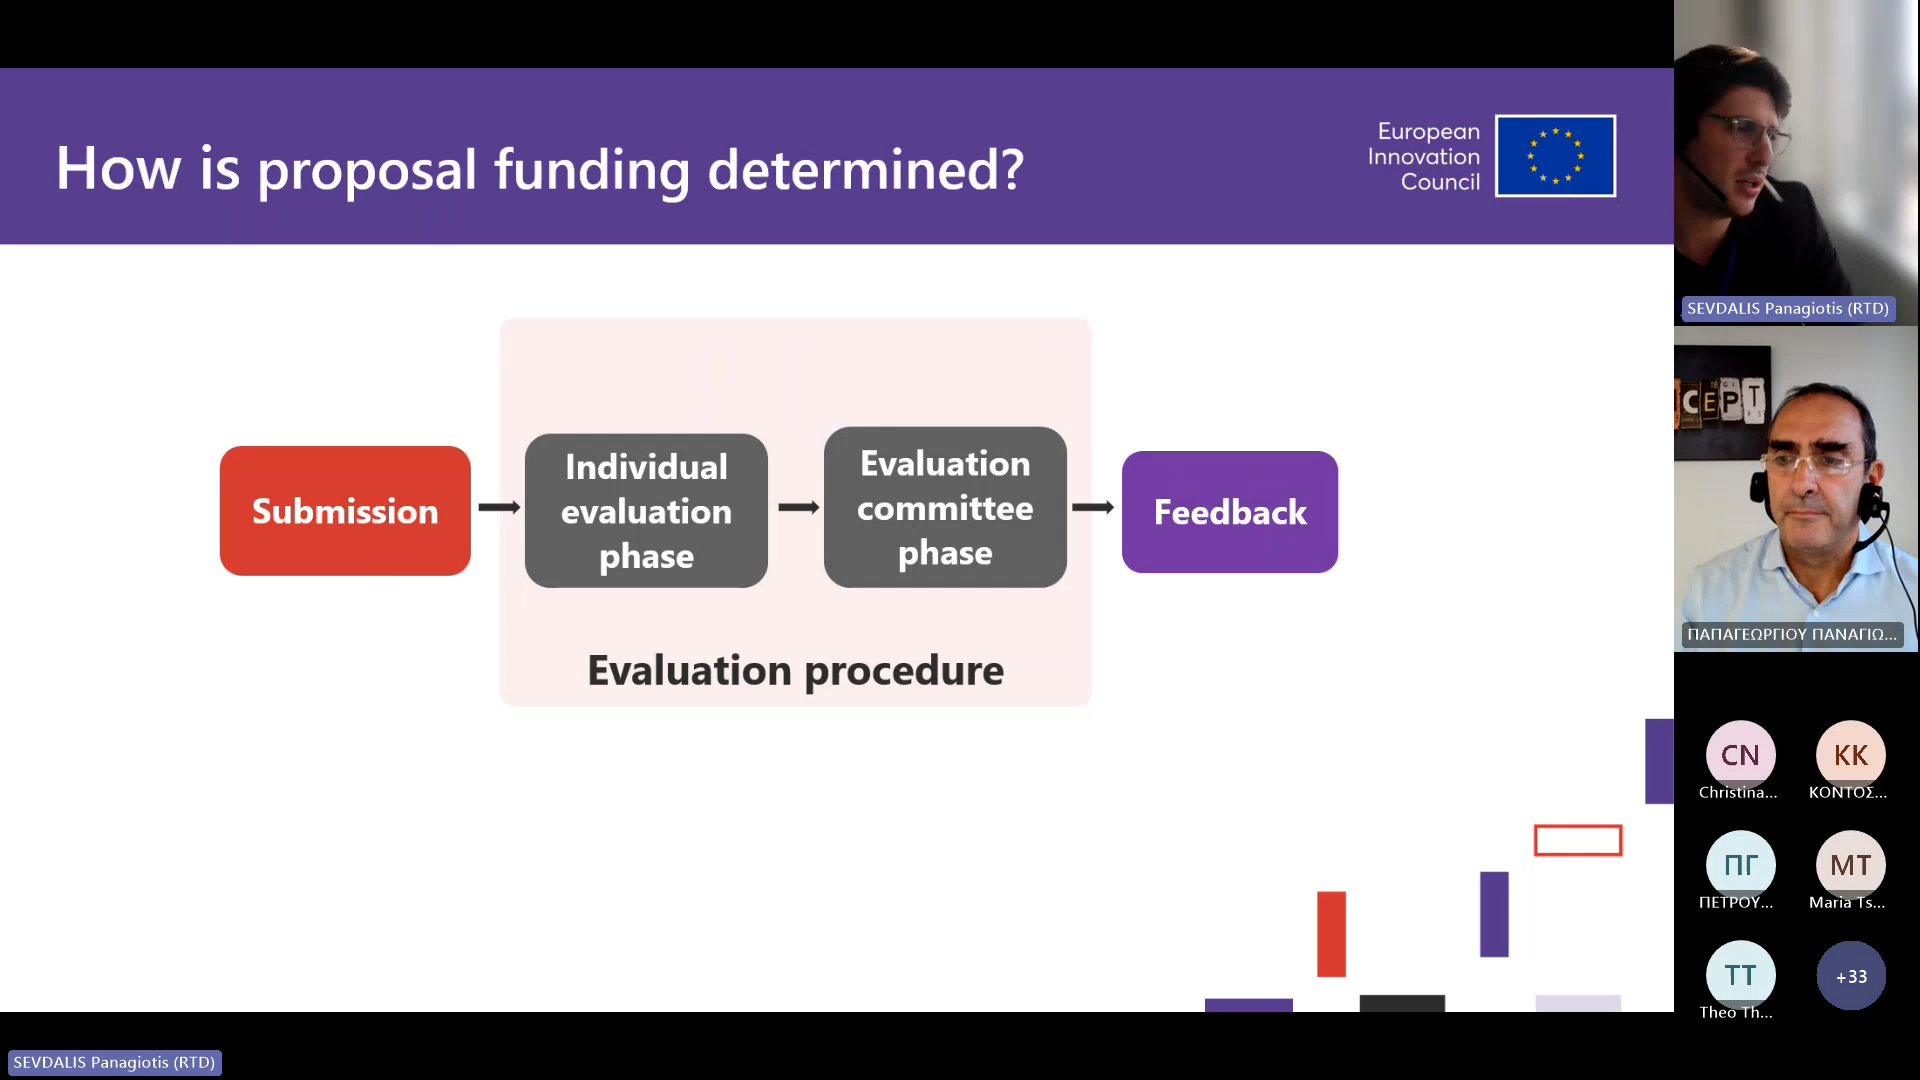 How is proposal funding determined?
European
Innovation
Council
Submission
Individual
evaluation
phase
Evaluation
committee
phase
Feedback
Evaluation procedure
SEVDALIS Panagiotis (RTD)
CEPT
ΠΑΠΑΓΕΩΡΓΙΟΥ ΠΑΝΑΓΙΩ...
CN
Christina...
KK
ΚΟΝΤΟΣ...
ΠΓ
ΠΕΤΡΟΥ...
MT
Maria Ts...
TT
Theo Th...
+33
SEVDALIS Panagiotis (RTD)